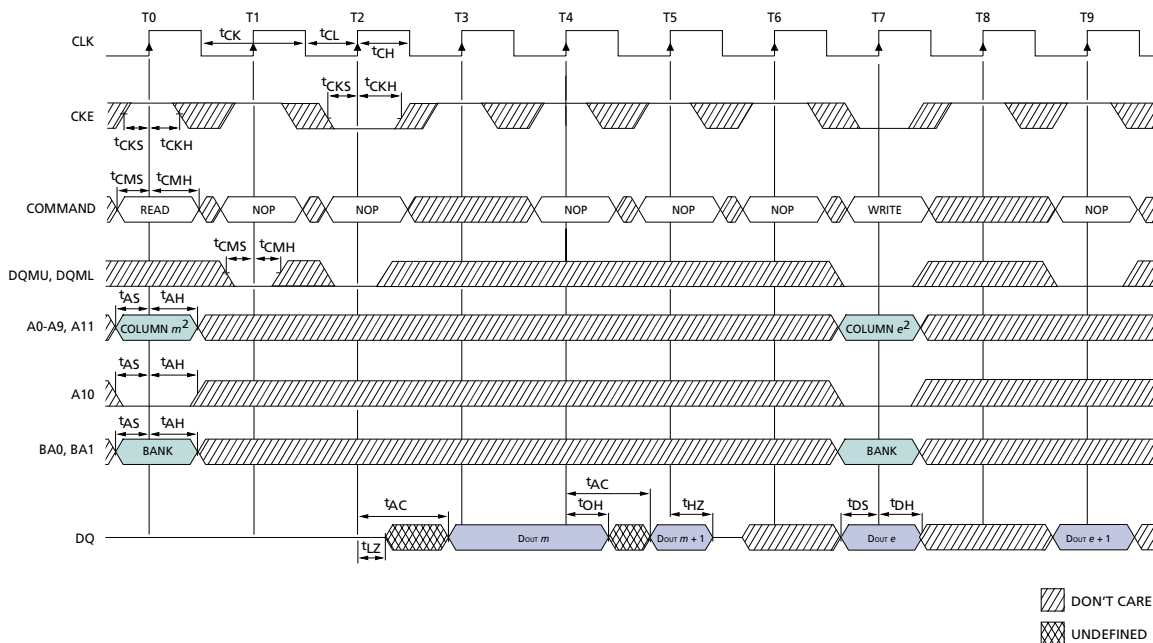 T0 T1 T2 T3 T4 T5 T6 T7 T8 T9
CLK
tCK tCL
tCH
tCKS tCKH
CKE
tCKS tCKH
tCMS tCMH
COMMAND READ NOP NOP NOP NOP NOP WRITE NOP
tCMS tCMH
DQMU, DQML
tAS tAH
A0-A9, A11 COLUMN m2 COLUMN e2
tAS tAH
A10
tAS tAH
BA0, BA1 BANK BANK
tAC tAC
tOH tHZ tDS tDH
DQ DOUT m DOUT m + 1 DOUT e DOUT e + 1
tLZ
DON'T CARE
UNDEFINED